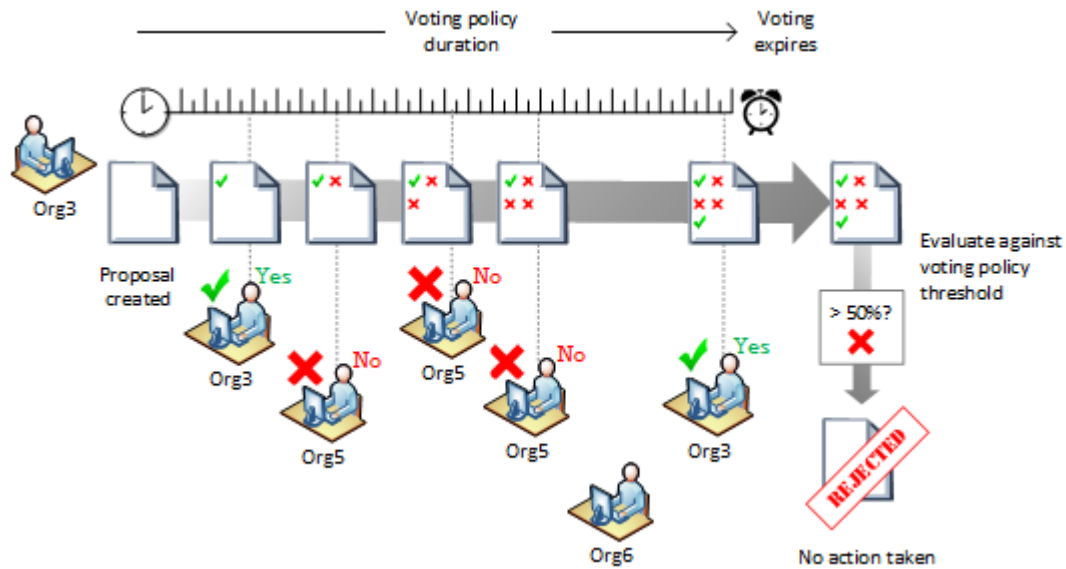 Voting policy
duration
Voting
expires
Org3
Proposal
created
Yes
Org3
No
Org5
No
Org5
No
Org5
Yes
Org3
Org6
Evaluate against
voting policy
threshold
> 50%?
REJECTED
No action taken